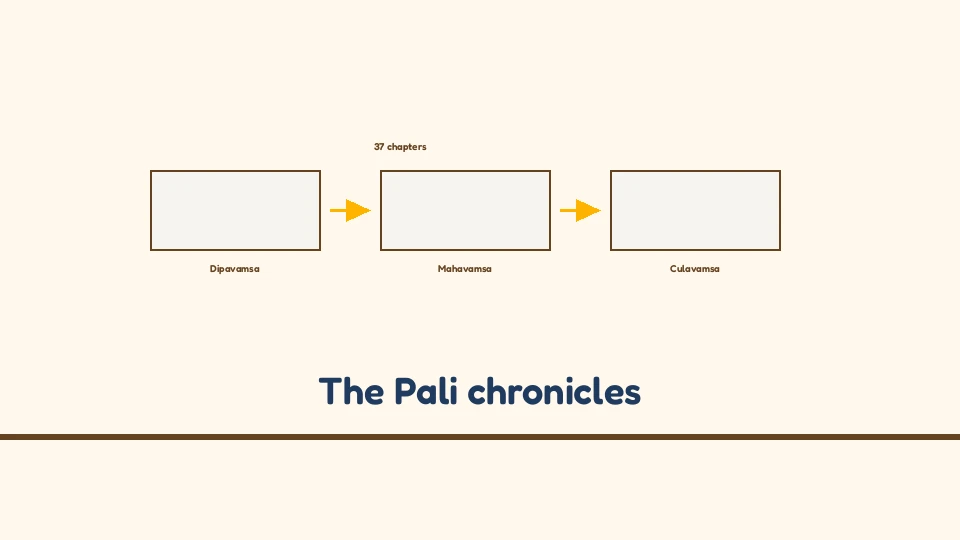 37 chapters
Dipavamsa
Mahavamsa
Culavamsa
The Pali chronicles